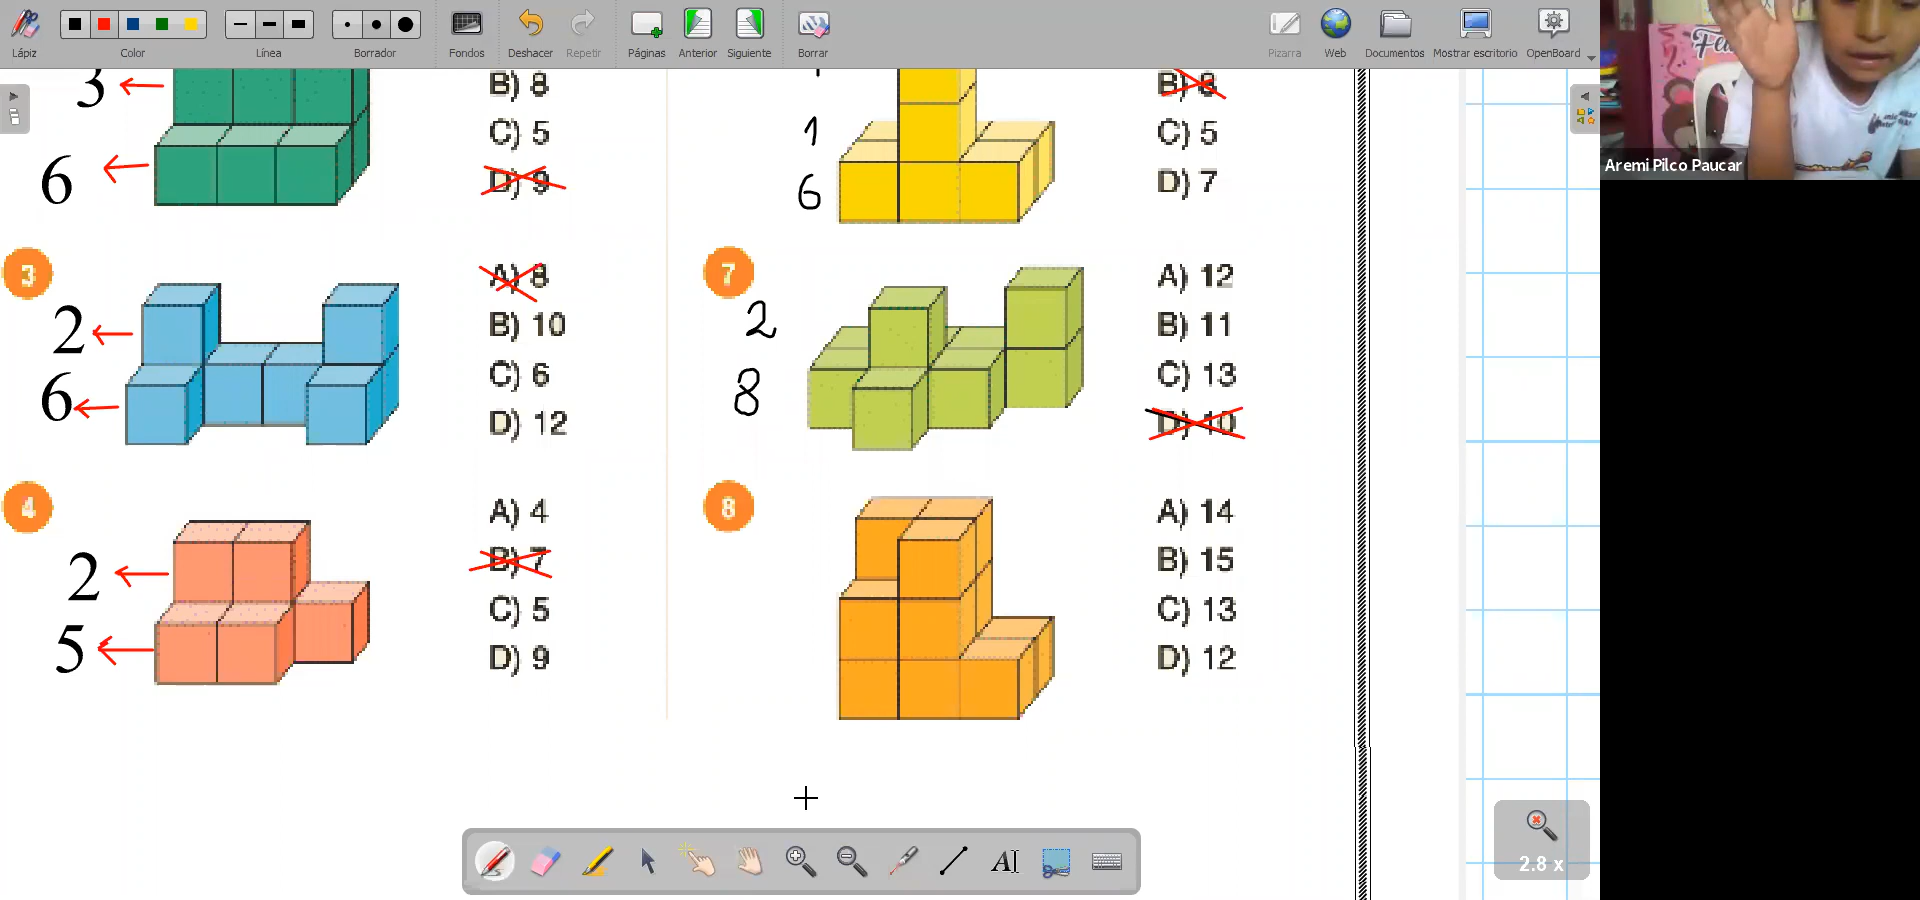 Lápiz Color Línea Borrador Fondos Deshacer Repetir Páginas Anterior Siguiente Borrar Pizarra Web Documentos Mostrar escritorio OpenBoard
3
6
B) 8
C) 5
D) 9
1
6
B) 8
C) 5
D) 7
3
2
6
A) 8
B) 10
C) 6
D) 12
7
2
8
A) 12
B) 11
C) 13
D) 10
4
2
5
A) 4
B) 7
C) 5
D) 9
8
A) 14
B) 15
C) 13
D) 12
Aremi Pilco Paucar
2.8 x